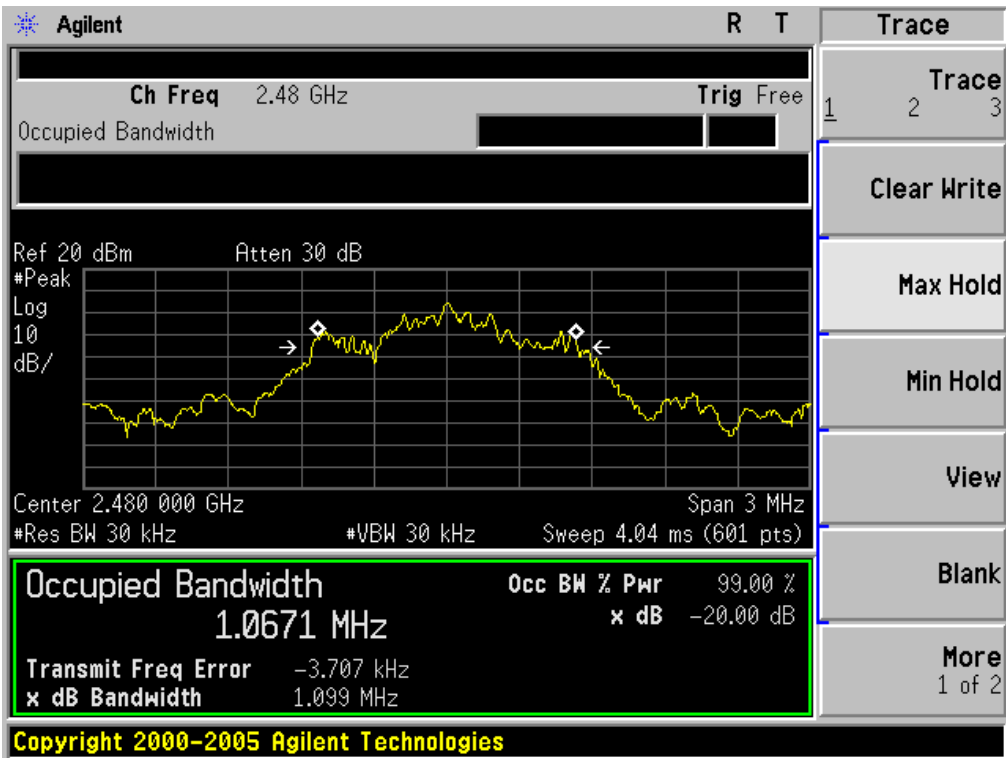 Agilent R T Trace
Ch Freq 2.48 GHz Trig Free
Occupied Bandwidth
Ref 20 dBm Atten 30 dB
#Peak
Log
10
dB/
Center 2.480 000 GHz Span 3 MHz
#Res BW 30 kHz #VBW 30 kHz Sweep 4.04 ms (601 pts)
Occupied Bandwidth Occ BW % Pwr 99.00 %
1.0671 MHz x dB -20.00 dB
Transmit Freq Error -3.707 kHz
x dB Bandwidth 1.099 MHz
Copyright 2000-2005 Agilent Technologies
Trace
1 2 3
Clear Write
Max Hold
Min Hold
View
Blank
More
1 of 2